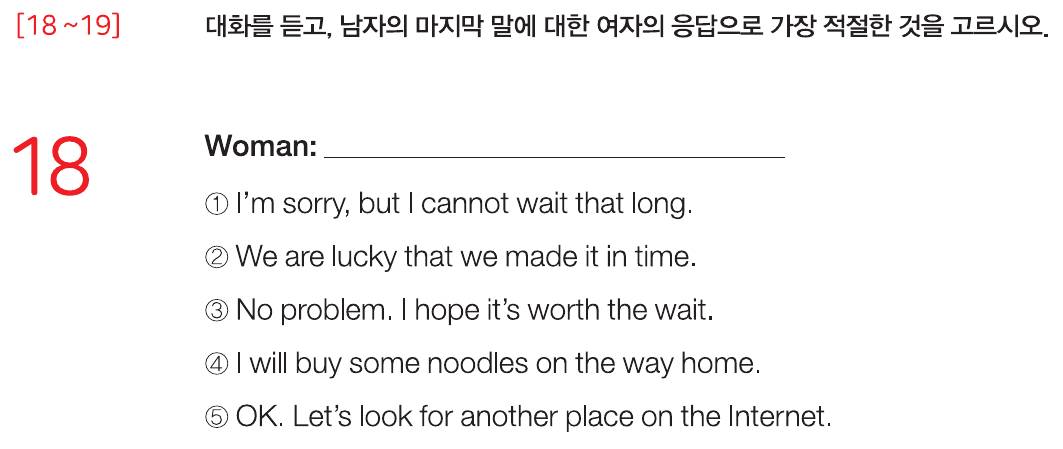 [18 ~19] 대화를 듣고, 남자의 마지막 말에 대한 여자의 응답으로 가장 적절한 것을 고르시오.
18 Woman: ______________________________
① I'm sorry, but I cannot wait that long.
② We are lucky that we made it in time.
③ No problem. I hope it's worth the wait.
④ I will buy some noodles on the way home.
⑤ OK. Let's look for another place on the Internet.